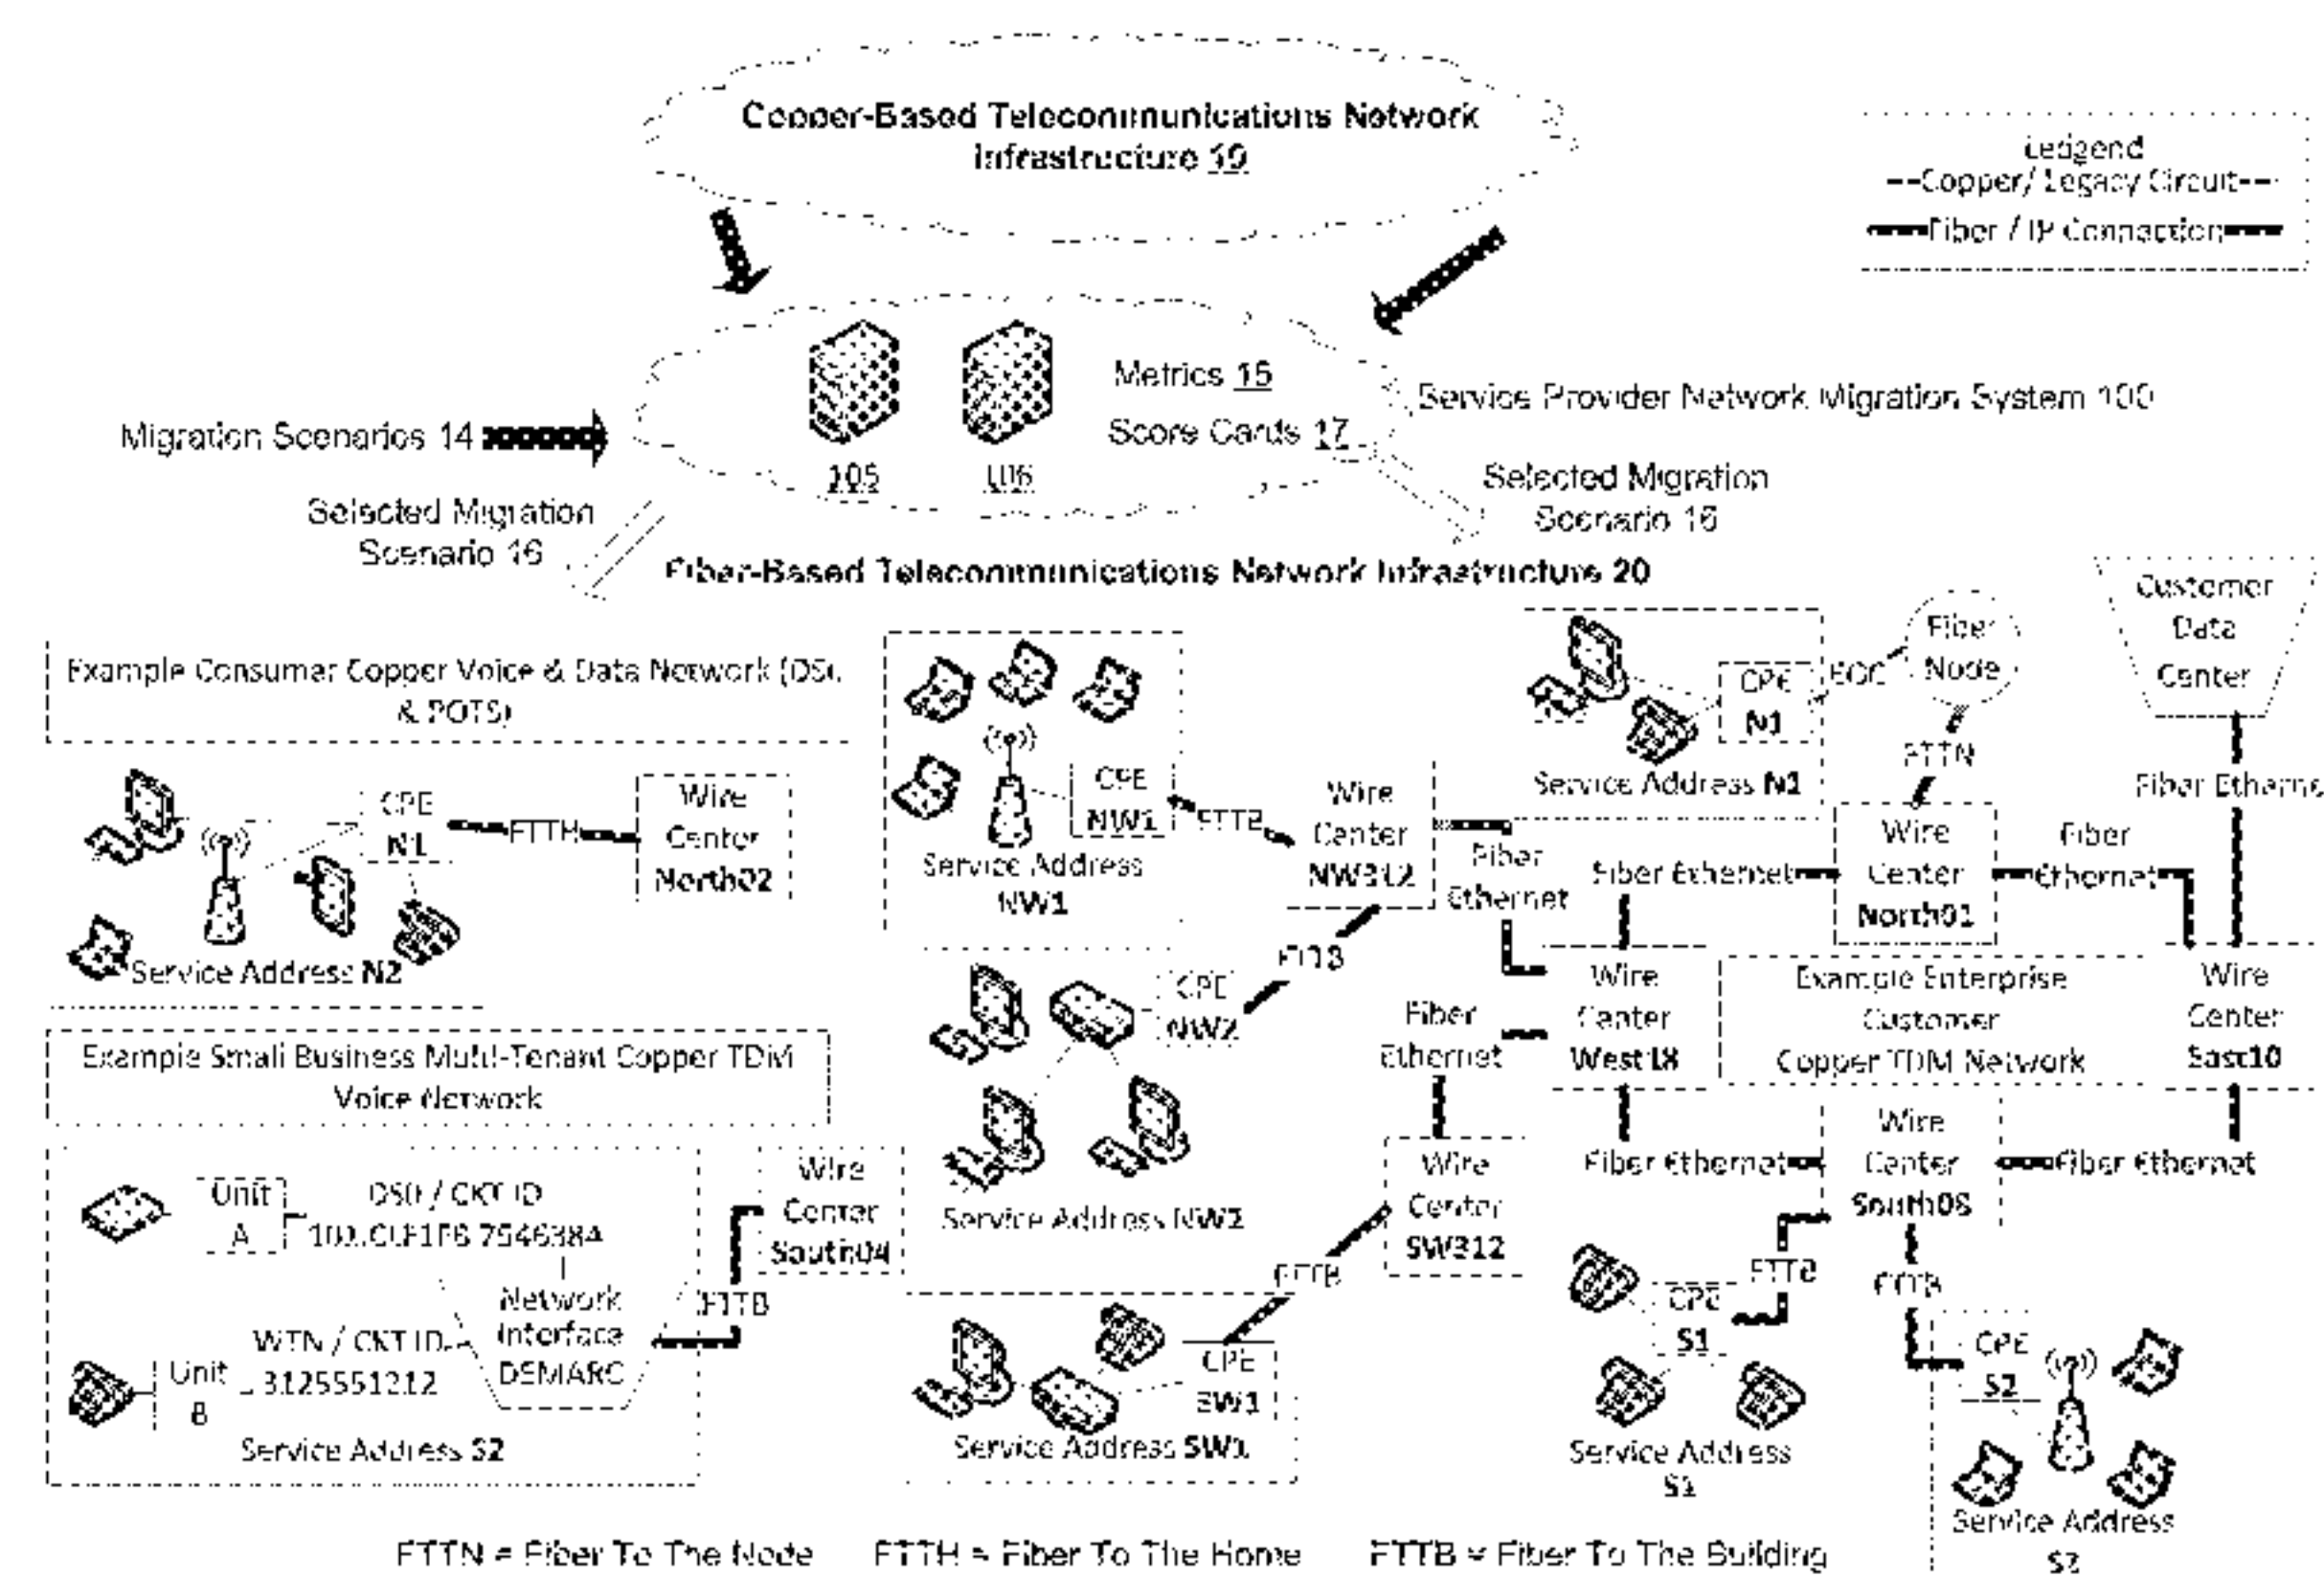 Copper-Based Telecommunications Network
Infrastructure 10
Ledgend
--Copper/ Legacy Circuit--
Fiber / IP Connection
Metrics 15
Score Cards 17
105
106
Service Provider Network Migration System 100
Migration Scenarios 14
Selected Migration
Scenario 16
Selected Migration
Scenario 16
Fiber-Based Telecommunications Network Infrastructure 20
Example Consumer Copper Voice & Data Network (DSL
& POTS)
CPE
N1
FTTH
Wire
Center
North02
Service Address N2
Example Small Business Multi-Tenant Copper TDM
Voice Network
Unit
A
DS0 / CKT ID
Network
Interface
DEMARC
WTN / CKT ID
3125551212
Unit
B
Service Address S2
FTTB
Wire
Center
South04
CPE
NW1
Service Address
NW1
FTTB
Wire
Center
NW312
Fiber
Ethernet
CPE
NW2
FTTB
Service Address NW2
Fiber
Ethernet
Wire
Center
SW312
FTTB
CPE
SW1
Service Address SW1
CPE
N1
EOC
Fiber
Node
Service Address N1
FTTN
Customer
Data
Center
Fiber Etherne
Fiber Ethernet
Wire
Center
North01
Fiber
Ethernet
Wire
Center
West18
Example Enterprise
Customer
Copper TDM Network
Wire
Center
East10
Fiber Ethernet
Wire
Center
South08
Fiber Ethernet
FTTB
CPE
S1
Service Address
S1
FTTB
CPE
S2
Service Address
FTTN = Fiber To The Node
FTTH = Fiber To The Home
FTTB = Fiber To The Building